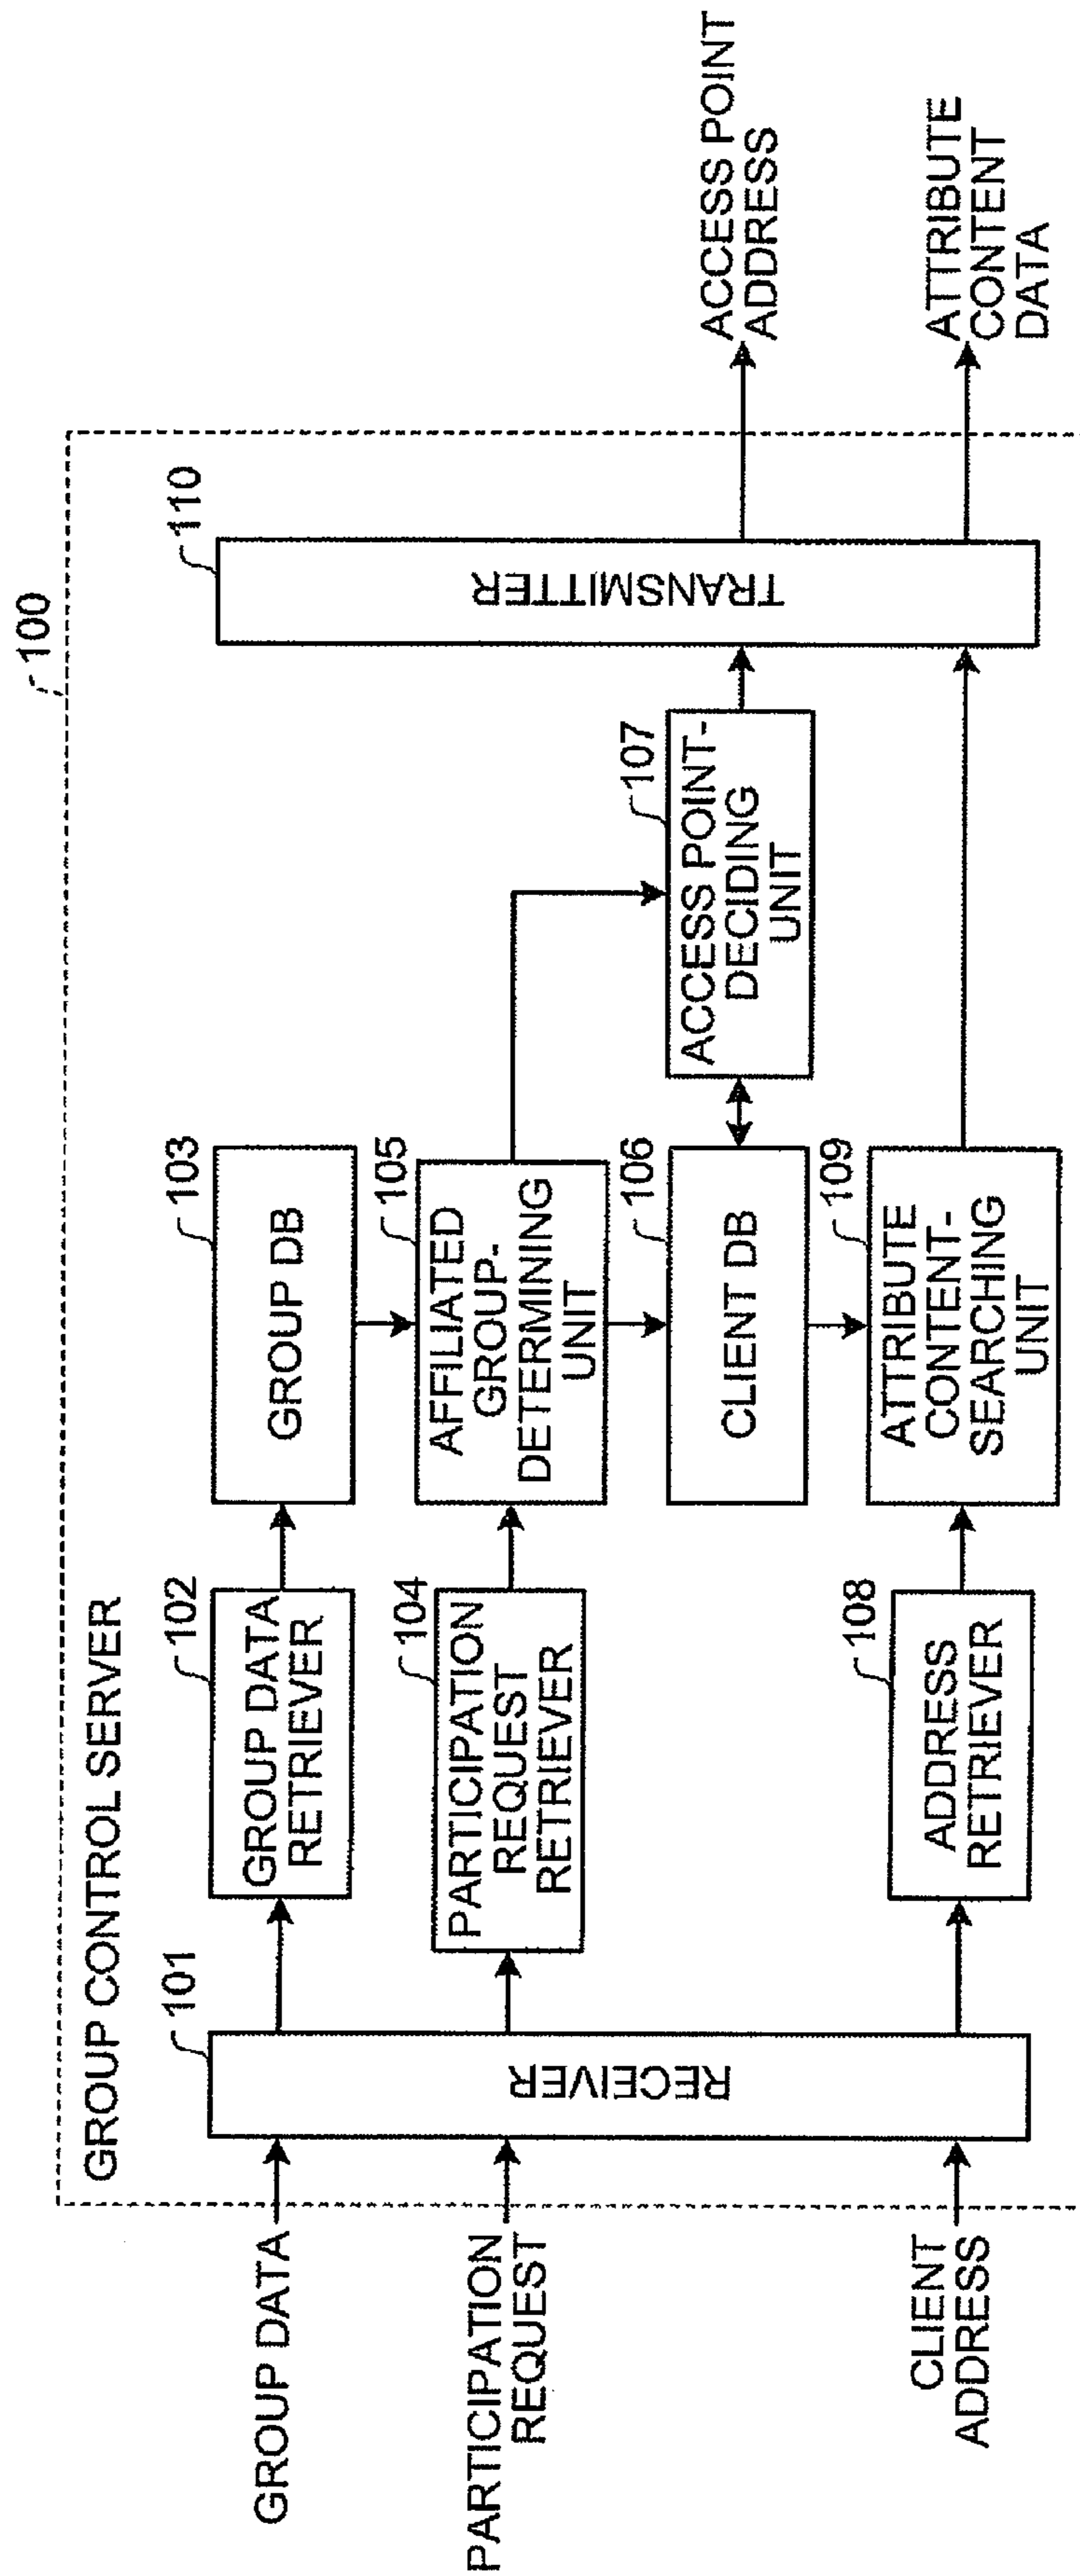 100
GROUP CONTROL SERVER
GROUP DATA
PARTICIPATION
REQUEST
CLIENT
ADDRESS
101
RECEIVER
102
GROUP DATA
RETRIEVER
104
PARTICIPATION
REQUEST
RETRIEVER
108
ADDRESS
RETRIEVER
103
GROUP DB
105
AFFILIATED
GROUP-
DETERMINING
UNIT
106
CLIENT DB
109
ATTRIBUTE
CONTENT-
SEARCHING
UNIT
107
ACCESS POINT-
DECIDING
UNIT
110
TRANSMITTER
ACCESS POINT
ADDRESS
ATTRIBUTE
CONTENT
DATA